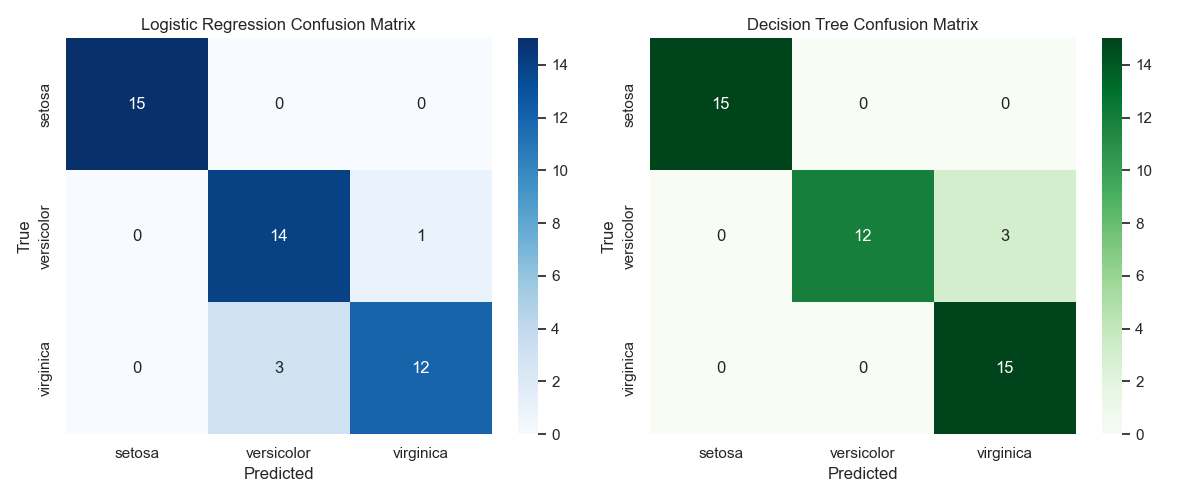 Logistic Regression Confusion Matrix
True
setosa
versicolor
virginica
15 0 0
0 14 1
0 3 12
setosa versicolor virginica
Predicted
14
12
10
8
6
4
2
0
Decision Tree Confusion Matrix
True
setosa
versicolor
virginica
15 0 0
0 12 3
0 0 15
setosa versicolor virginica
Predicted
14
12
10
8
6
4
2
0